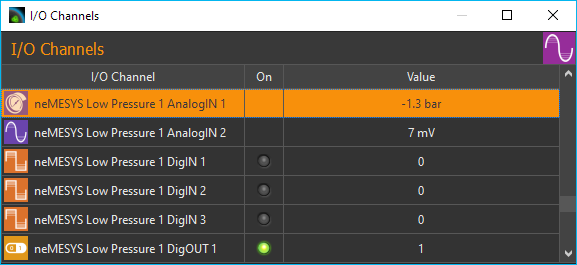 I/O Channels
I/O Channels
I/O Channel On Value
neMESYS Low Pressure 1 AnalogIN 1 -1.3 bar
neMESYS Low Pressure 1 AnalogIN 2 7 mV
neMESYS Low Pressure 1 DigIN 1 0
neMESYS Low Pressure 1 DigIN 2 0
neMESYS Low Pressure 1 DigIN 3 0
0 1 neMESYS Low Pressure 1 DigOUT 1 1